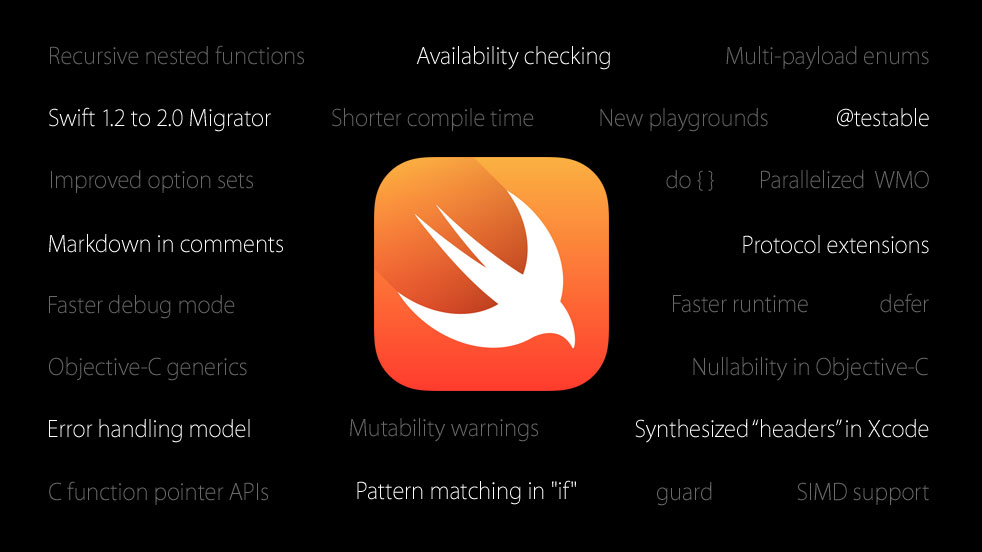 Recursive nested functions Availability checking Multi-payload enums
Swift 1.2 to 2.0 Migrator Shorter compile time New playgrounds @testable
Improved option sets do { } Parallelized WMO
Markdown in comments Protocol extensions
Faster debug mode Faster runtime defer
Objective-C generics Nullability in Objective-C
Error handling model Mutability warnings Synthesized “headers” in Xcode
C function pointer APIs Pattern matching in "if" guard SIMD support